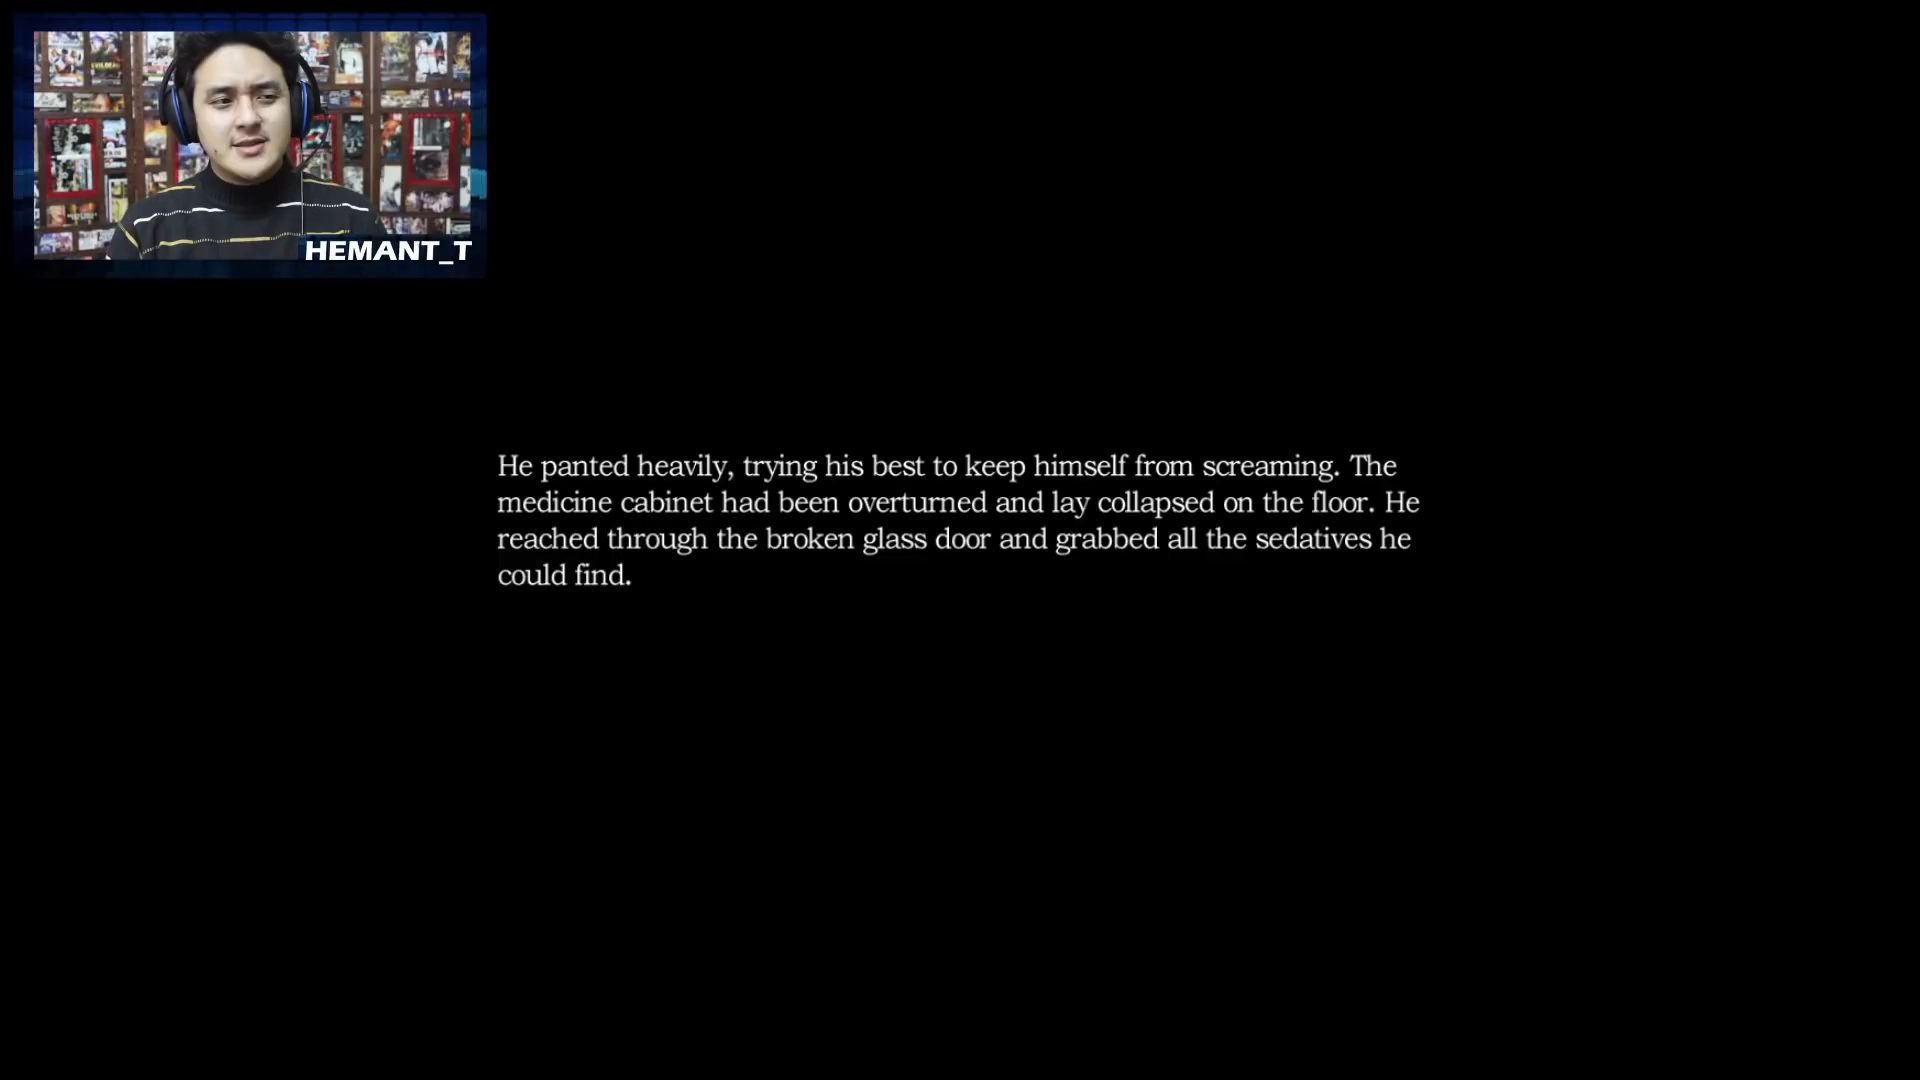 HEMANT_T
He panted heavily, trying his best to keep himself from screaming. The
medicine cabinet had been overturned and lay collapsed on the floor. He
reached through the broken glass door and grabbed all the sedatives he
could find.